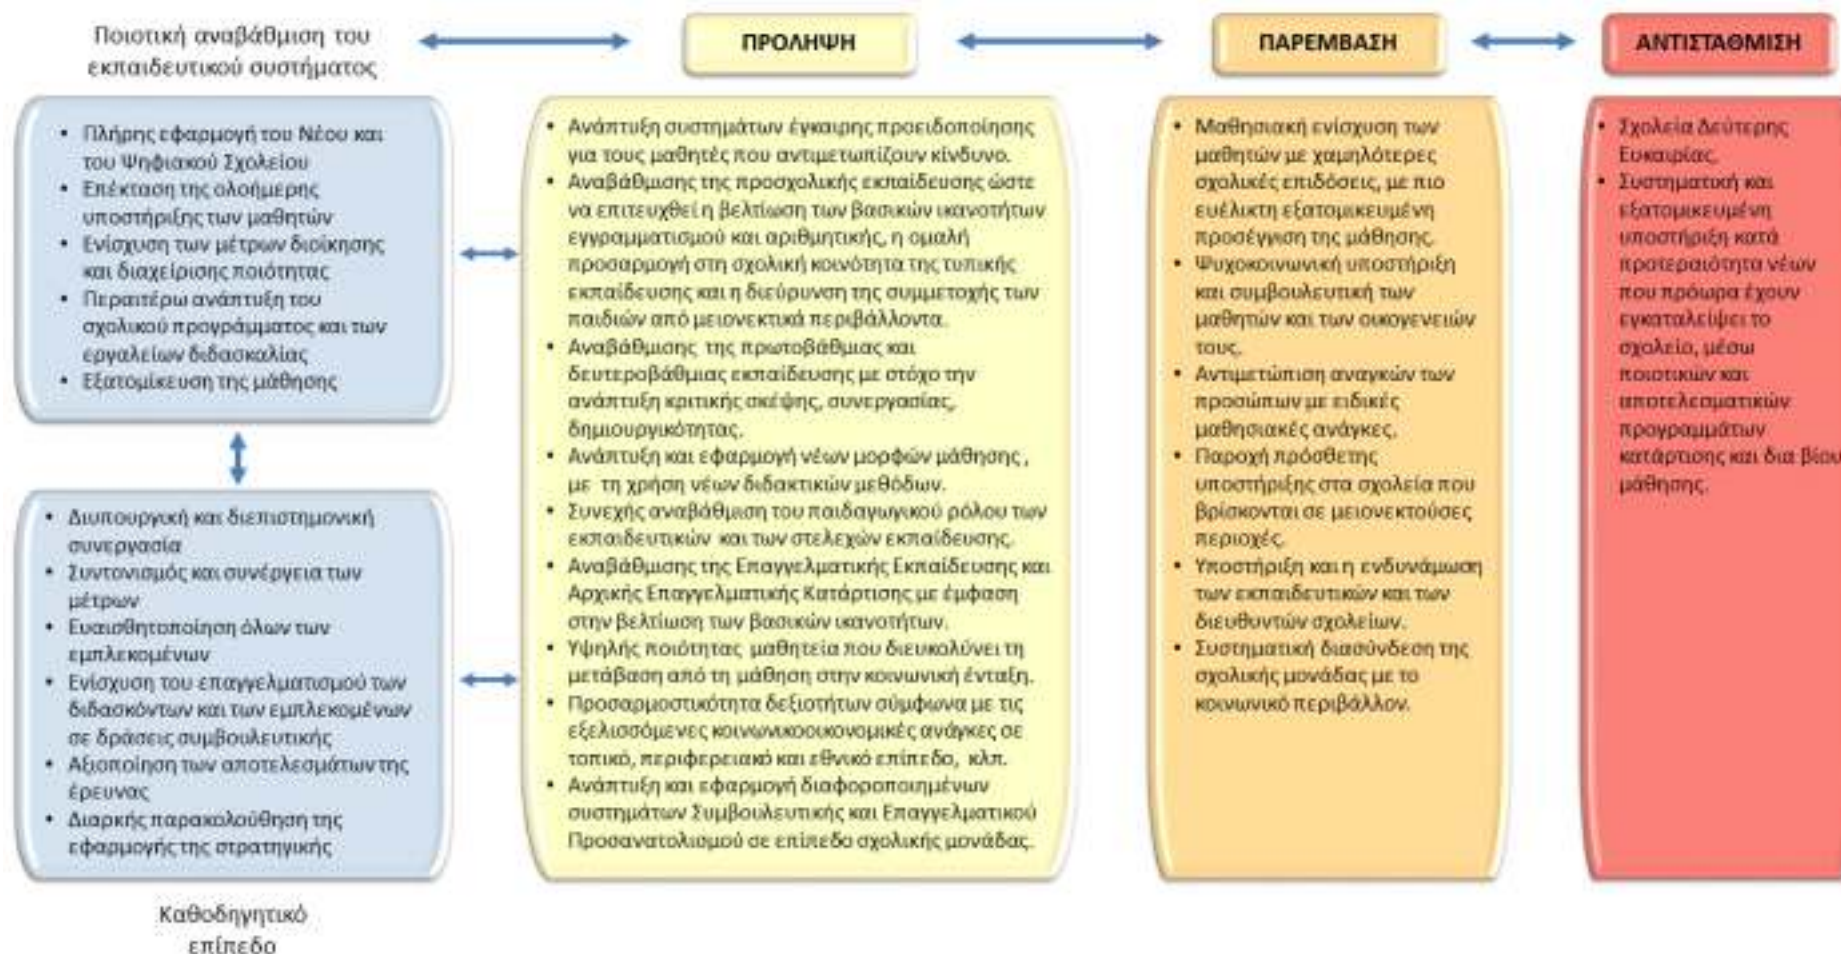 Ποιοτική αναβάθμιση του
εκπαιδευτικού συστήματος
ΠΡΟΛΗΨΗ
ΠΑΡΕΜΒΑΣΗ
ΑΝΤΙΣΤΑΘΜΙΣΗ
• Πλήρης εφαρμογή του Νέου και
του Ψηφιακού Σχολείου
• Επέκταση της ολοήμερης
υποστήριξης των μαθητών
• Ενίσχυση των μέτρων διοίκησης
και διαχείρισης ποιότητας
• Περαιτέρω ανάπτυξη του
σχολικού προγράμματος και των
εργαλείων διδασκαλίας
• Εξατομίκευση της μάθησης
• Διυπουργική και διεπιστημονική
συνεργασία
• Συντονισμός και συνέργεια των
μέτρων
• Ευαισθητοποίηση όλων των
εμπλεκομένων
• Ενίσχυση του επαγγελματισμού των
διδασκόντων και των εμπλεκομένων
σε δράσεις συμβουλευτικής
• Αξιοποίηση των αποτελεσμάτων της
έρευνας
• Διαρκής παρακολούθηση της
εφαρμογής της στρατηγικής
Καθοδηγητικό
επίπεδο
• Ανάπτυξη συστημάτων έγκαιρης προειδοποίησης
για τους μαθητές που αντιμετωπίζουν κίνδυνο.
• Αναβάθμισης της προσχολικής εκπαίδευσης ώστε
να επιτευχθεί η βελτίωση των βασικών ικανοτήτων
εγγραμματισμού και αριθμητικής, η ομαλή
προσαρμογή στη σχολική κοινότητα της τυπικής
εκπαίδευσης και η διεύρυνση της συμμετοχής των
παιδιών από μειονεκτικά περιβάλλοντα.
• Αναβάθμισης της πρωτοβάθμιας και
δευτεροβάθμιας εκπαίδευσης με στόχο την
ανάπτυξη κριτικής σκέψης, συνεργασίας,
δημιουργικότητας.
• Ανάπτυξη και εφαρμογή νέων μορφών μάθησης ,
με τη χρήση νέων διδακτικών μεθόδων.
• Συνεχής αναβάθμιση του παιδαγωγικού ρόλου των
εκπαιδευτικών και των στελεχών εκπαίδευσης.
• Αναβάθμισης της Επαγγελματικής Εκπαίδευσης και
Αρχικής Επαγγελματικής Κατάρτισης με έμφαση
στην βελτίωση των βασικών ικανοτήτων.
• Υψηλής ποιότητας μαθητεία που διευκολύνει τη
μετάβαση από τη μάθηση στην κοινωνική ένταξη.
• Προσαρμοστικότητα δεξιοτήτων σύμφωνα με τις
εξελισσόμενες κοινωνικοοικονομικές ανάγκες σε
τοπικό, περιφερειακό και εθνικό επίπεδο, κλπ.
• Ανάπτυξη και εφαρμογή διαφοροποιημένων
συστημάτων Συμβουλευτικής και Επαγγελματικού
Προσανατολισμού σε επίπεδο σχολικής μονάδας.
• Μαθησιακή ενίσχυση των
μαθητών με χαμηλότερες
σχολικές επιδόσεις, με πιο
ευέλικτη εξατομικευμένη
προσέγγιση της μάθησης.
• Ψυχοκοινωνική υποστήριξη
και συμβουλευτική των
μαθητών και των οικογενειών
τους.
• Αντιμετώπιση αναγκών των
προσώπων με ειδικές
μαθησιακές ανάγκες.
• Παροχή πρόσθετης
υποστήριξης στα σχολεία που
βρίσκονται σε μειονεκτούσες
περιοχές.
• Υποστήριξη και η ενδυνάμωση
των εκπαιδευτικών και των
διευθυντών σχολείων.
• Συστηματική διασύνδεση της
σχολικής μονάδας με το
κοινωνικό περιβάλλον.
• Σχολεία Δεύτερης
Ευκαιρίας.
• Συστηματική και
εξατομικευμένη
υποστήριξη κατά
προτεραιότητα νέων
που πρόωρα έχουν
εγκαταλείψει το
σχολείο, μέσω
ποιοτικών και
αποτελεσματικών
προγραμμάτων
κατάρτισης και δια βίου
μάθησης.